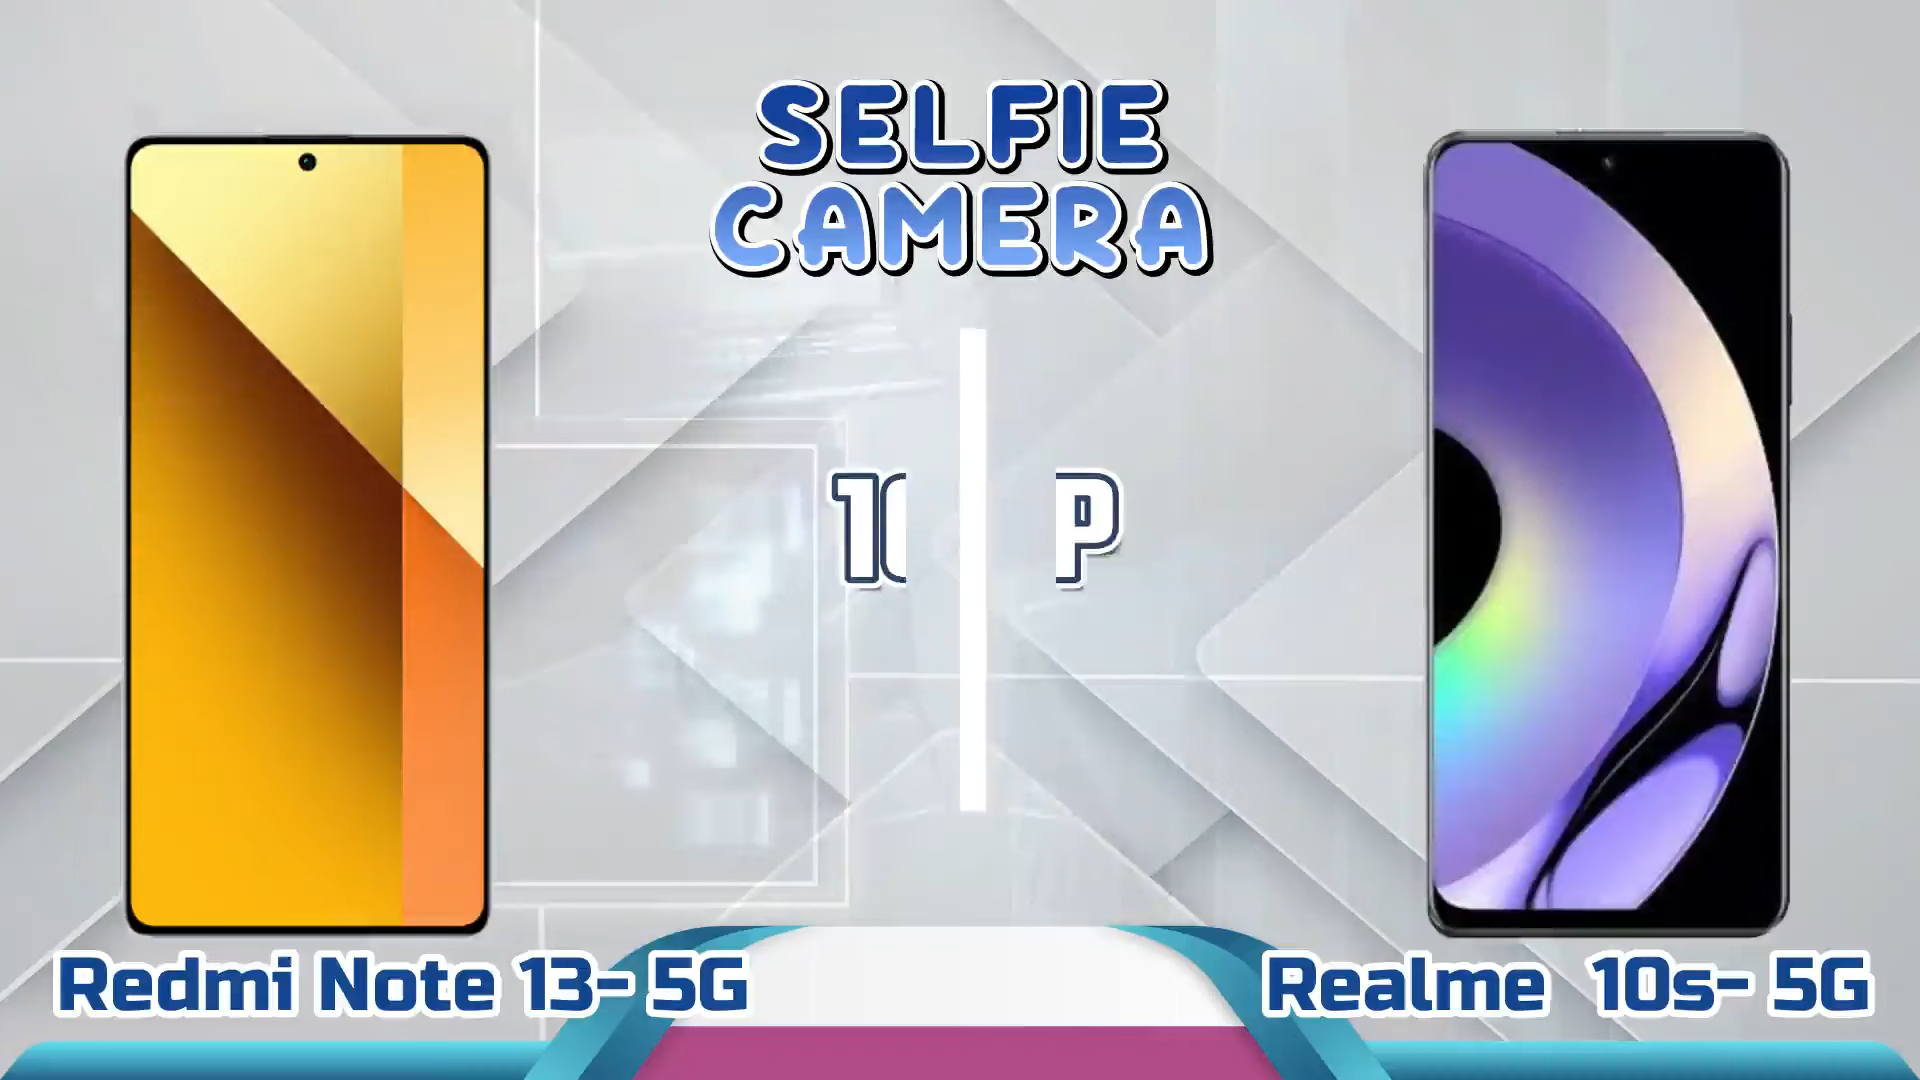 SELFIE
CAMERA
P
Redmi Note 13- 5G
Realme 10s- 5G